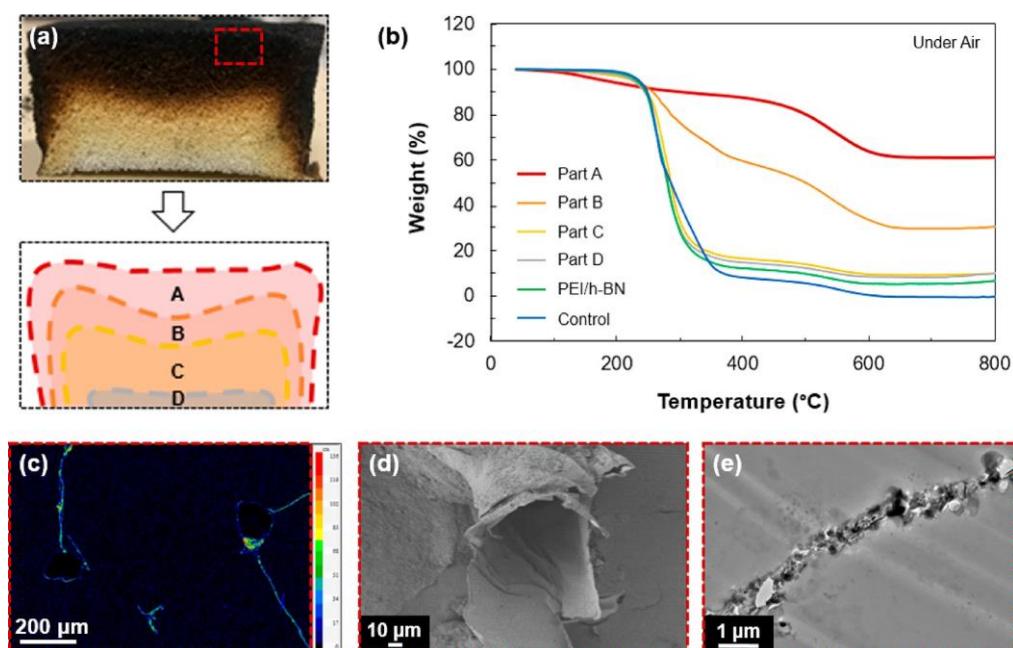 (a)
A
B
C
D
(b)
Under Air
Weight (%)
120
100
80
60
40
20
0
-20
Part A
Part B
Part C
Part D
PEI/h-BN
Control
0
200
400
600
800
Temperature (°C)
(c)
200 µm
(d)
10 µm
(e)
1 µm